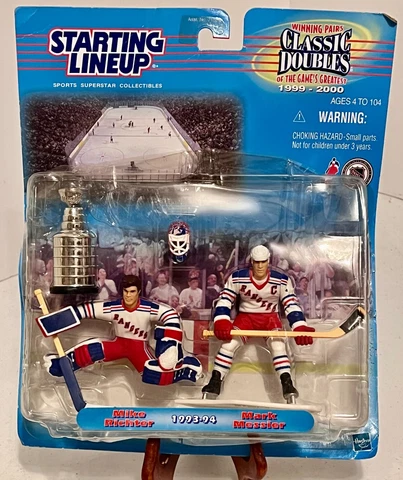 STARTING
LINEUP
SPORTS SUPERSTAR COLLECTIBLES
WINNING PAIRS
CLASSIC
DOUBLES
OF THE GAME'S GREATEST
1999 - 2000
AGES 4 TO 104
WARNING:
CHOKING HAZARD-Small parts.
Not for children under 3 years.
RANGERS
C
RANGERS
Mike
Richter
1993-94
Mark
Messier
Hasbro